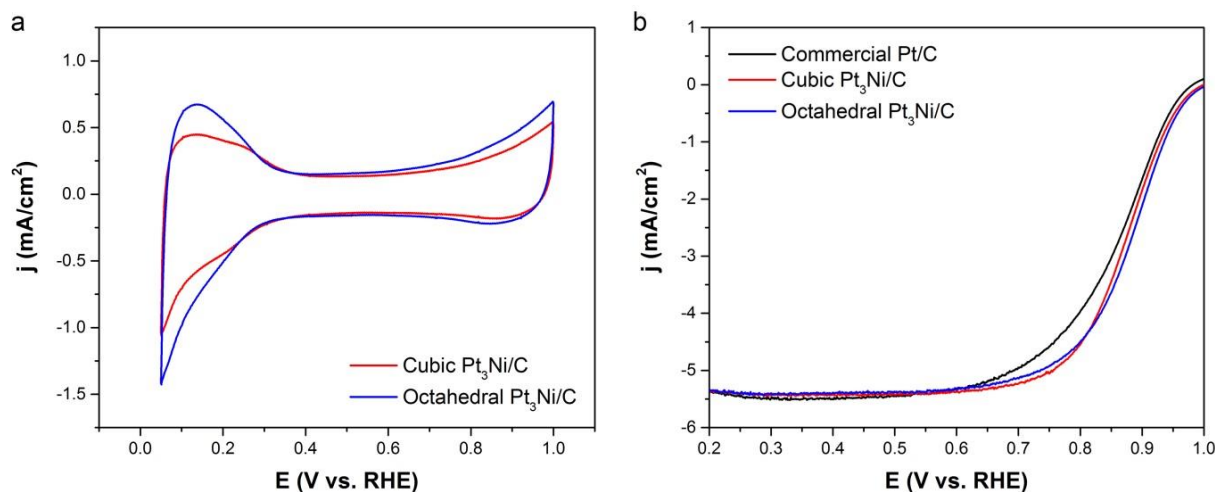 a
1.0
0.5
0.0
-0.5
-1.0
-1.5
j (mA/cm²)
Cubic Pt₃Ni/C
Octahedral Pt₃Ni/C
0.0 0.2 0.4 0.6 0.8 1.0
E (V vs. RHE)
b
1
0
-1
-2
-3
-4
-5
-6
j (mA/cm²)
Commercial Pt/C
Cubic Pt₃Ni/C
Octahedral Pt₃Ni/C
0.2 0.3 0.4 0.5 0.6 0.7 0.8 0.9 1.0
E (V vs. RHE)